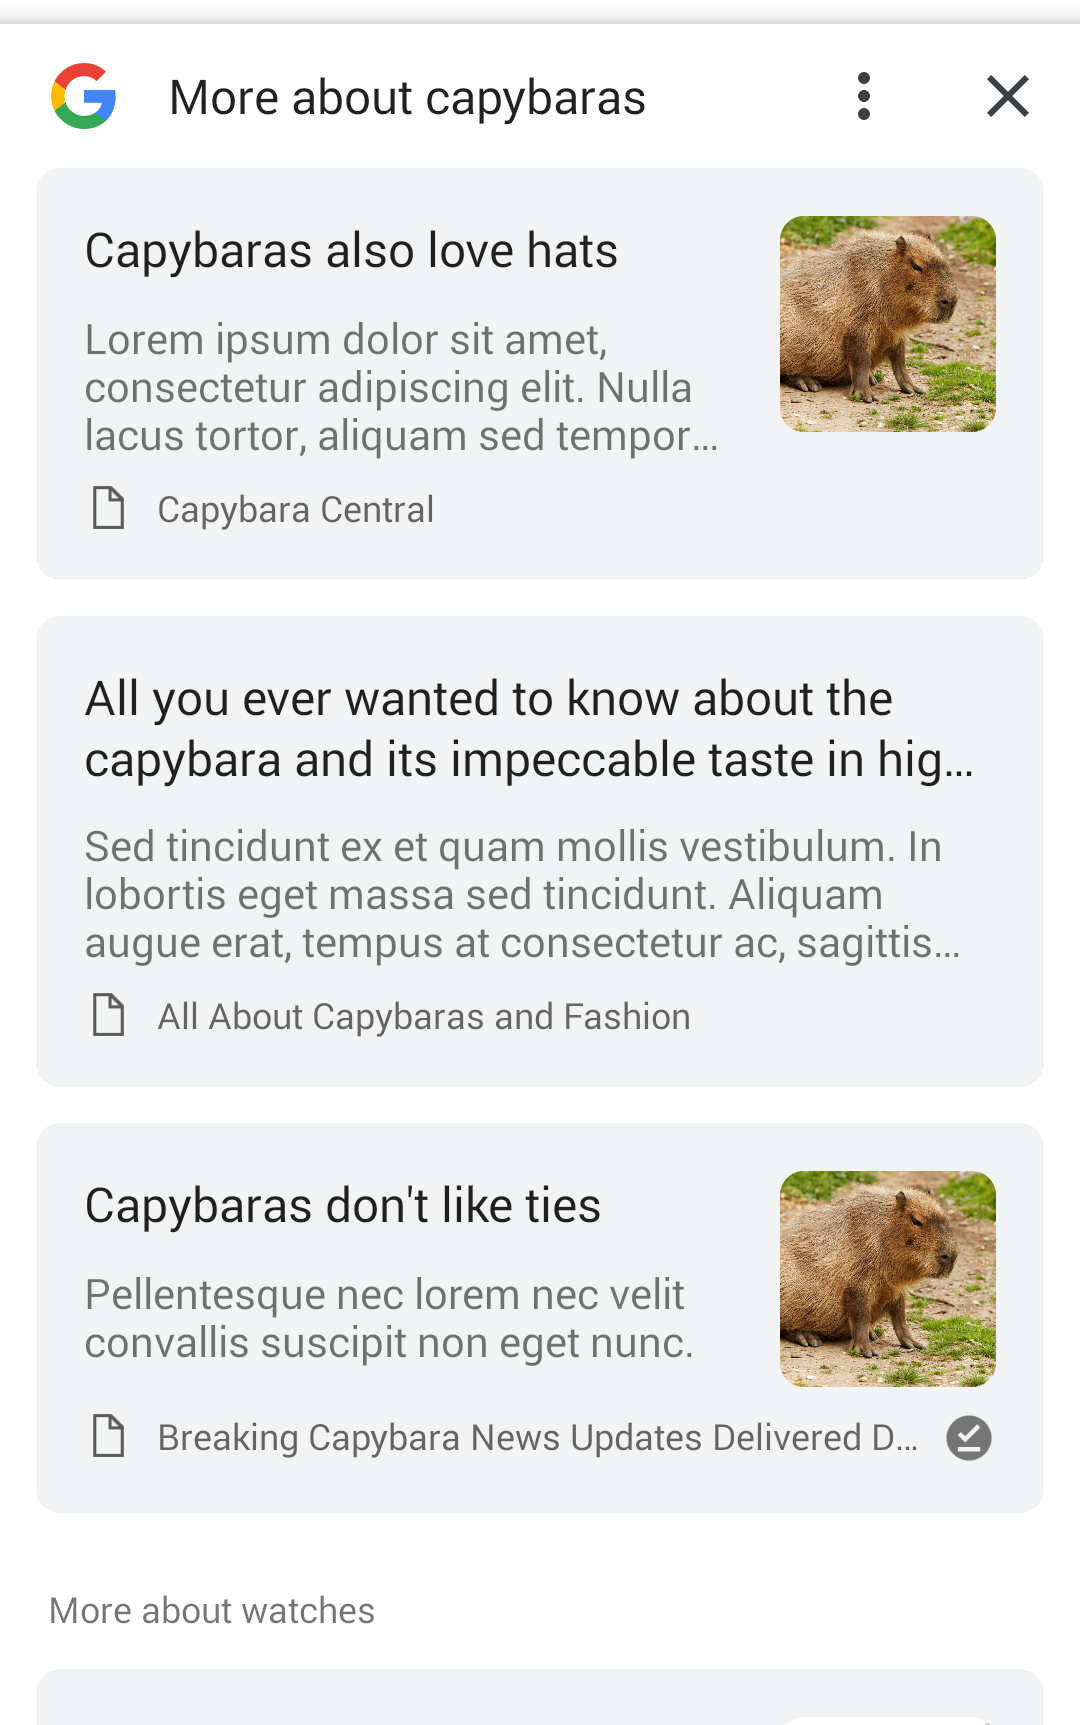 More about capybaras
Capybaras also love hats
Lorem ipsum dolor sit amet,
consectetur adipiscing elit. Nulla
lacus tortor, aliquam sed tempor...
Capybara Central
All you ever wanted to know about the
capybara and its impeccable taste in hig...
Sed tincidunt ex et quam mollis vestibulum. In
lobortis eget massa sed tincidunt. Aliquam
augue erat, tempus at consectetur ac, sagittis...
All About Capybaras and Fashion
Capybaras don't like ties
Pellentesque nec lorem nec velit
convallis suscipit non eget nunc.
Breaking Capybara News Updates Delivered D...
More about watches